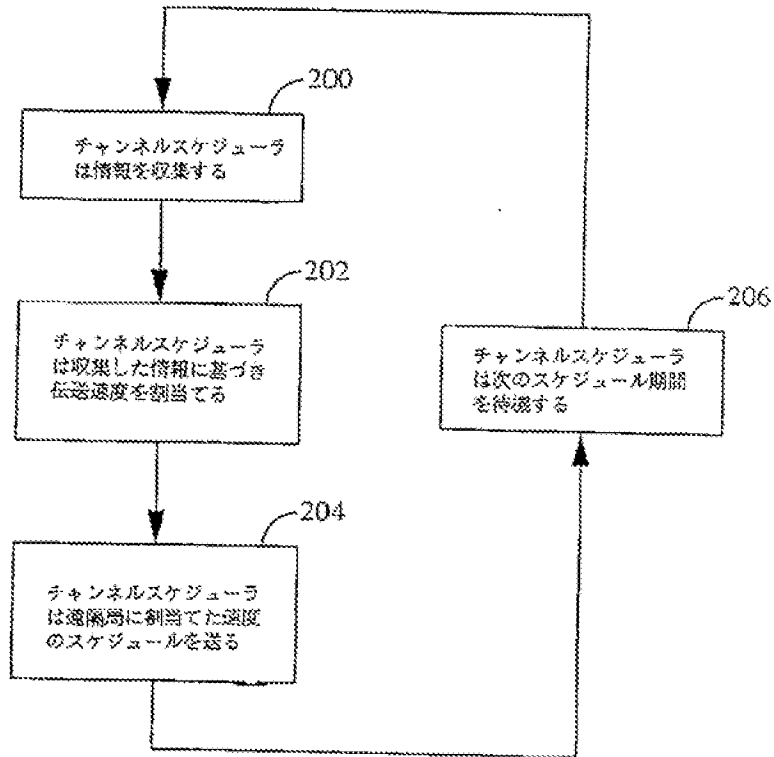 200
チャンネルスケジューラ
は情報を収集する
202
チャンネルスケジューラ
は収集した情報に基づき
伝送速度を割当てる
204
チャンネルスケジューラ
は遠隔局に割当てた速度
のスケジュールを送る
206
チャンネルスケジューラ
は次のスケジュール期間
を待機する